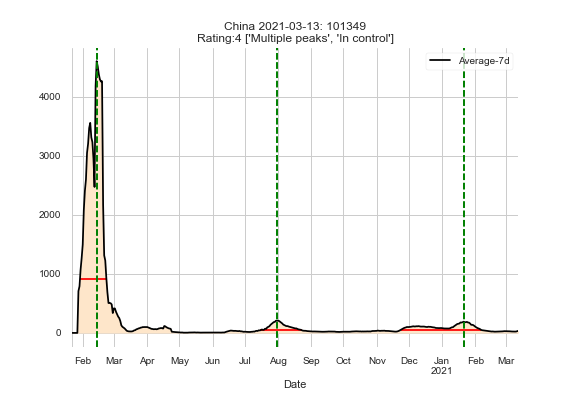 China 2021-03-13: 101349
Rating:4 ['Multiple peaks', 'In control']
Average-7d
4000
3000
2000
1000
0
Feb Mar Apr May Jun Jul Aug Sep Oct Nov Dec Jan Feb Mar
2021
Date